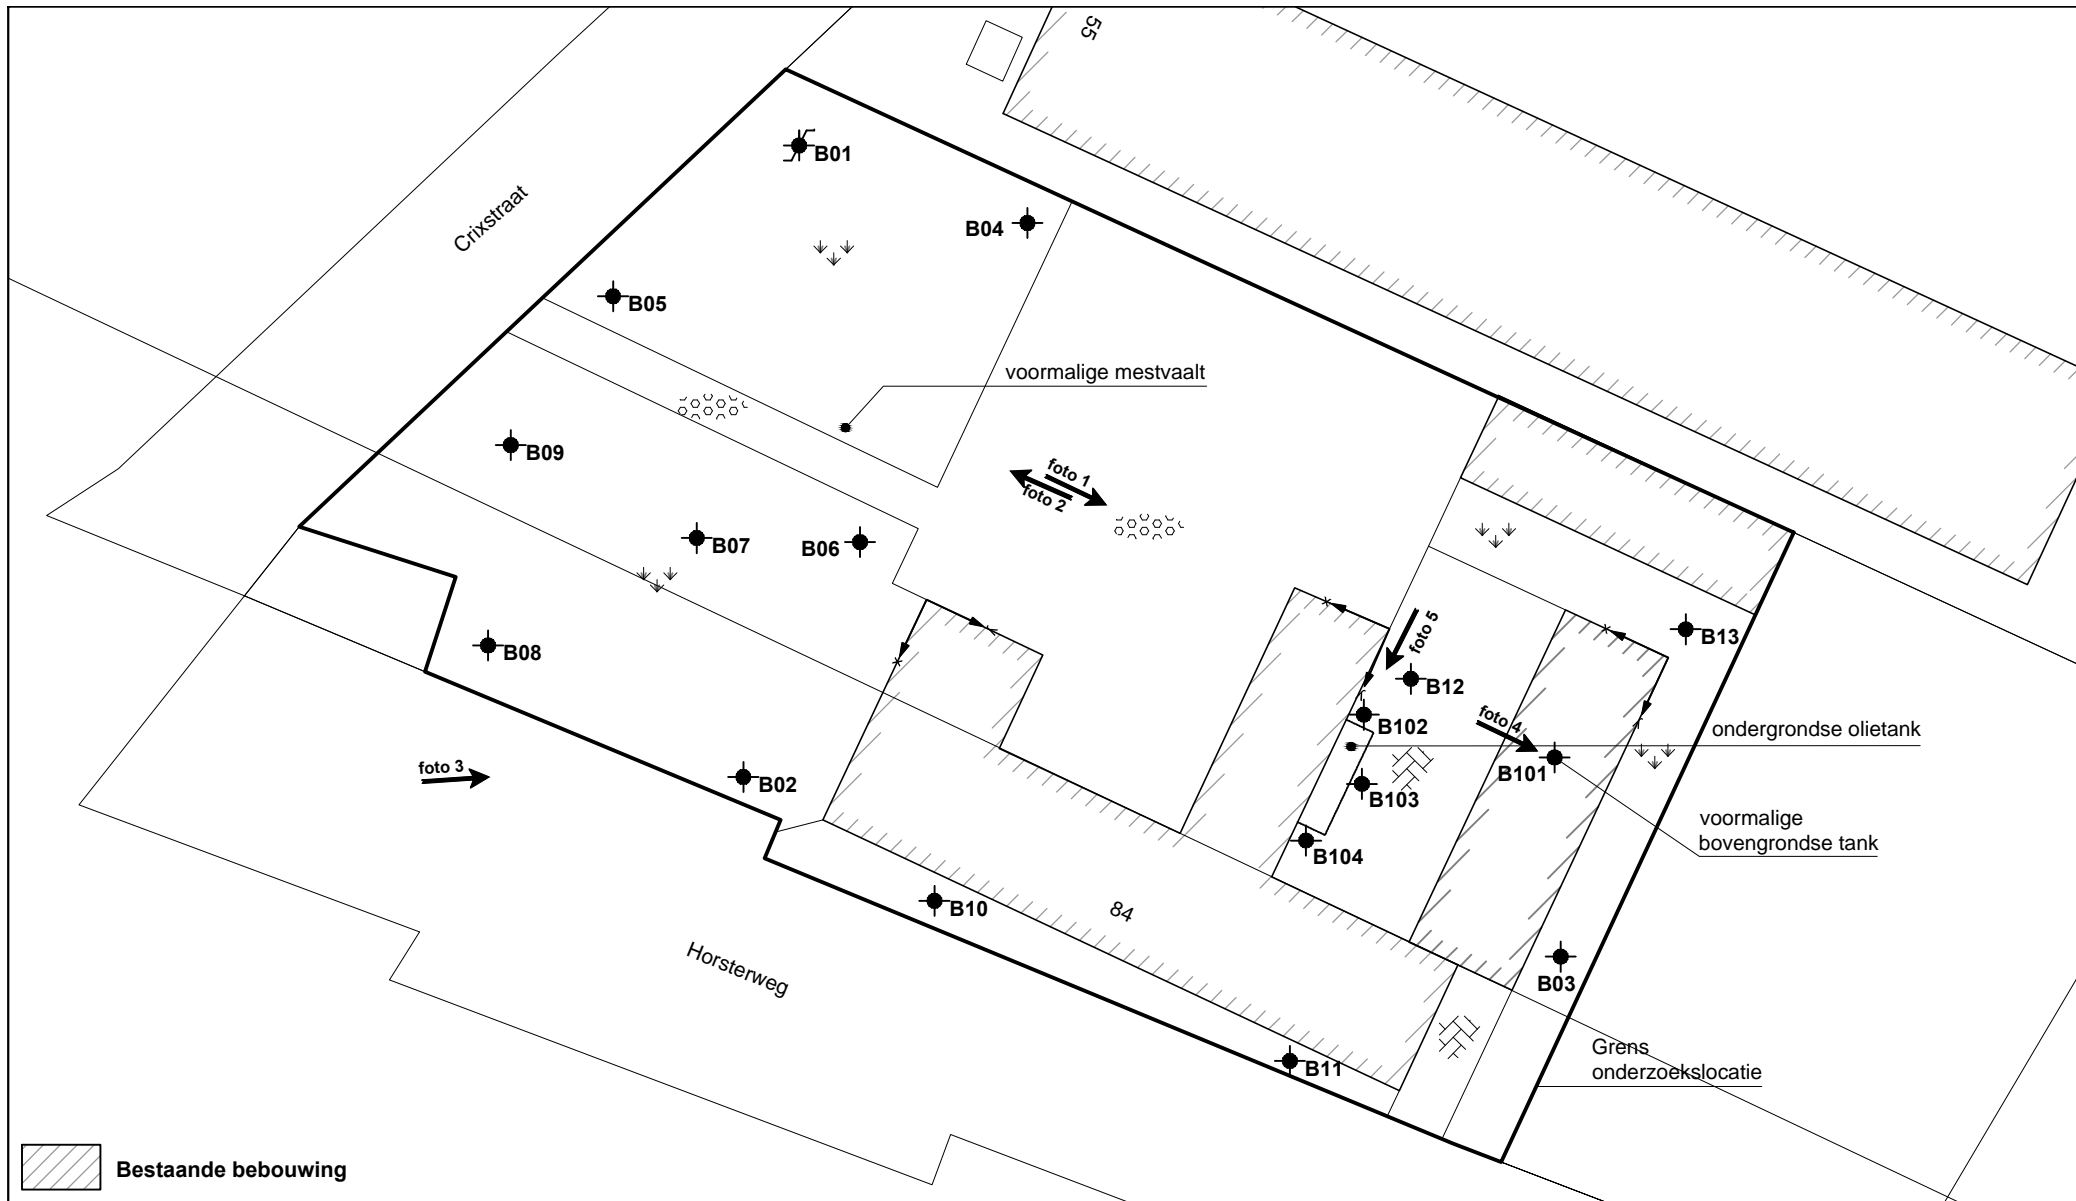 55
B01
Crixstraat
B04
B05
voormalige mestvaalt
B09
foto 1
foto 2
B07
B06
foto 5
B13
B08
B12
B102
foto 4
ondergrondse olietank
foto 3
B101
B02
B103
voormalige
bovengrondse tank
B104
B10
84
Horsterweg
B03
Grens
onderzoekslocatie
B11
Bestaande bebouwing